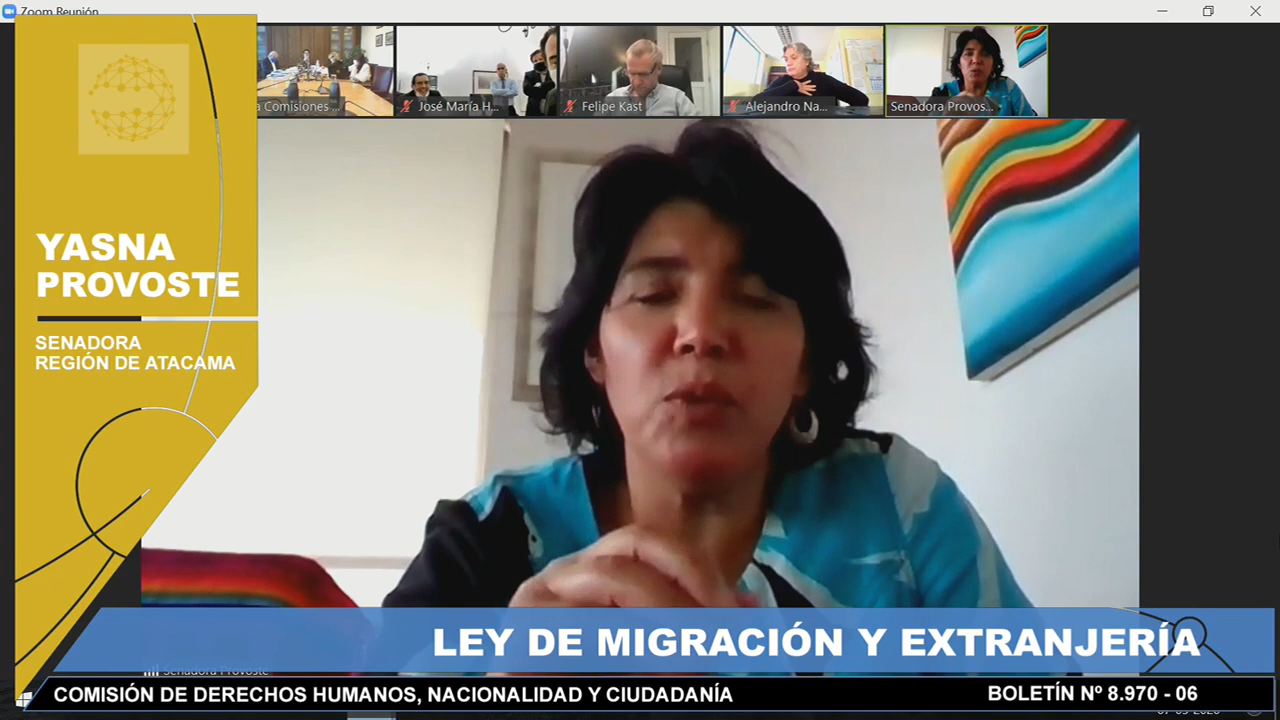 Zoom Reunión
a Comisiones ...
José María H...
Felipe Kast
Alejandro Na...
Senadora Provos...
YASNA
PROVOSTE
SENADORA
REGIÓN DE ATACAMA
LEY DE MIGRACIÓN Y EXTRANJERÍA
Senadora Provoste
COMISIÓN DE DERECHOS HUMANOS, NACIONALIDAD Y CIUDADANÍA
BOLETÍN Nº 8.970 - 06